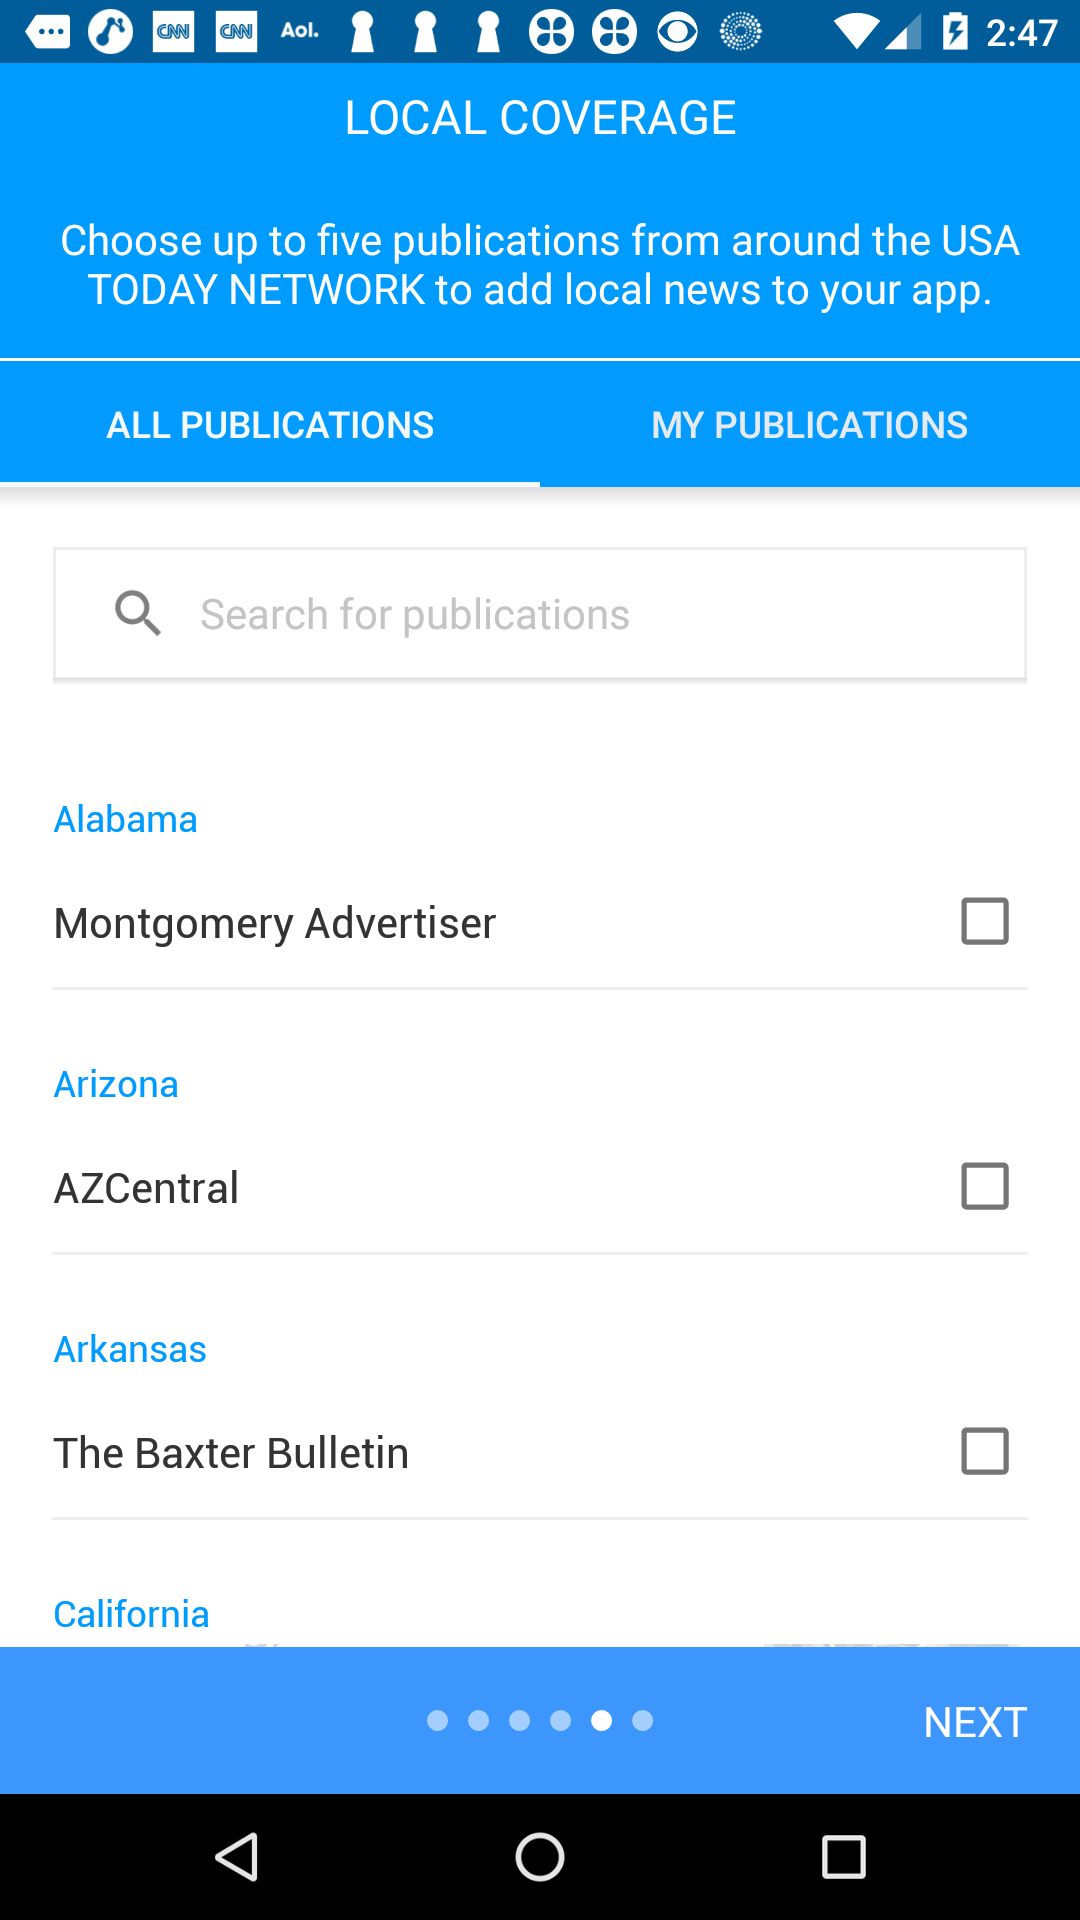 CNN CNN Aol. 2:47
LOCAL COVERAGE
Choose up to five publications from around the USA
TODAY NETWORK to add local news to your app.
ALL PUBLICATIONS MY PUBLICATIONS
Search for publications
Alabama
Montgomery Advertiser
Arizona
AZCentral
Arkansas
The Baxter Bulletin
California
NEXT